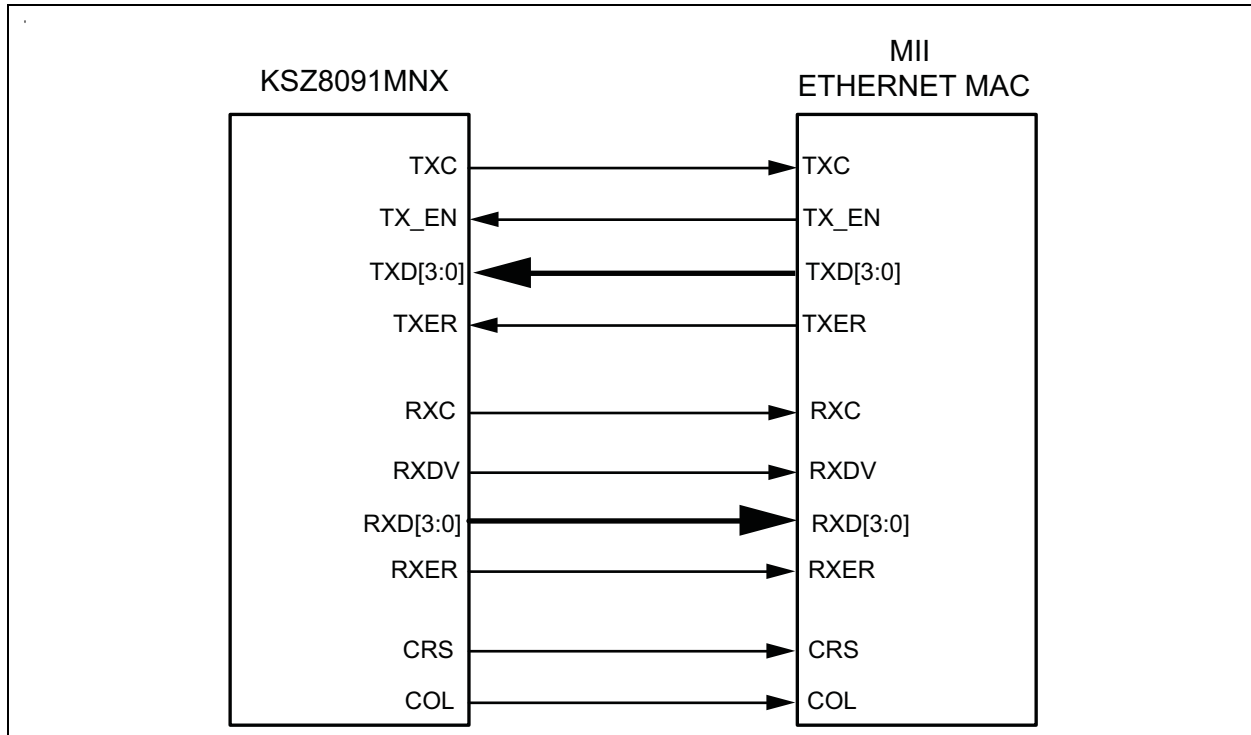 KSZ8091MNX
MII
ETHERNET MAC
TXC
TXC
TX_EN
TX_EN
TXD[3:0]
TXD[3:0]
TXER
TXER
RXC
RXC
RXDV
RXDV
RXD[3:0]
RXD[3:0]
RXER
RXER
CRS
CRS
COL
COL